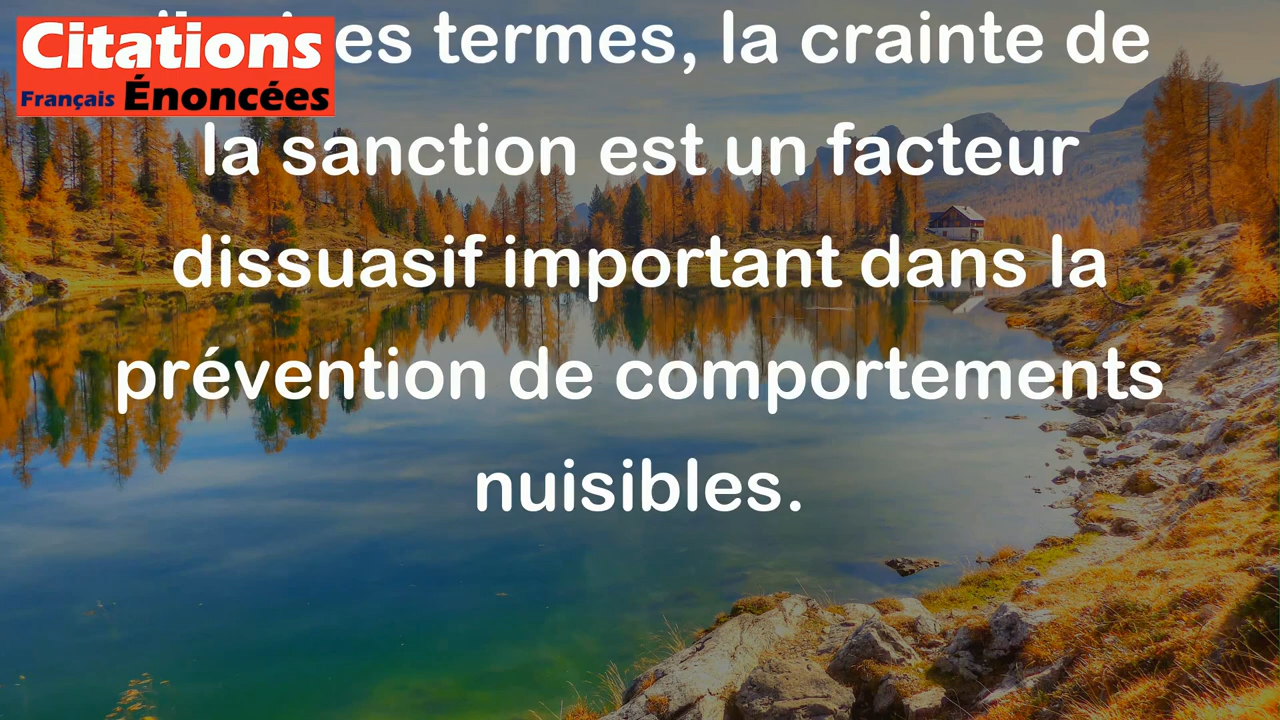 Citations
Français Énoncées
es termes, la crainte de
la sanction est un facteur
dissuasif important dans la
prévention de comportements
nuisibles.